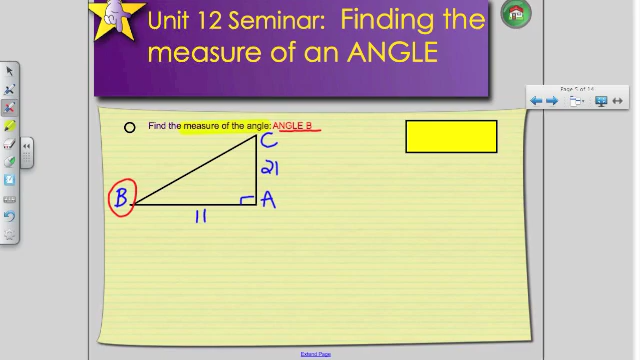 Unit 12 Seminar: Finding the
measure of an ANGLE
Page 5 of 14
Find the measure of the angle: ANGLE B
C
21
B
A
11
Extend Page